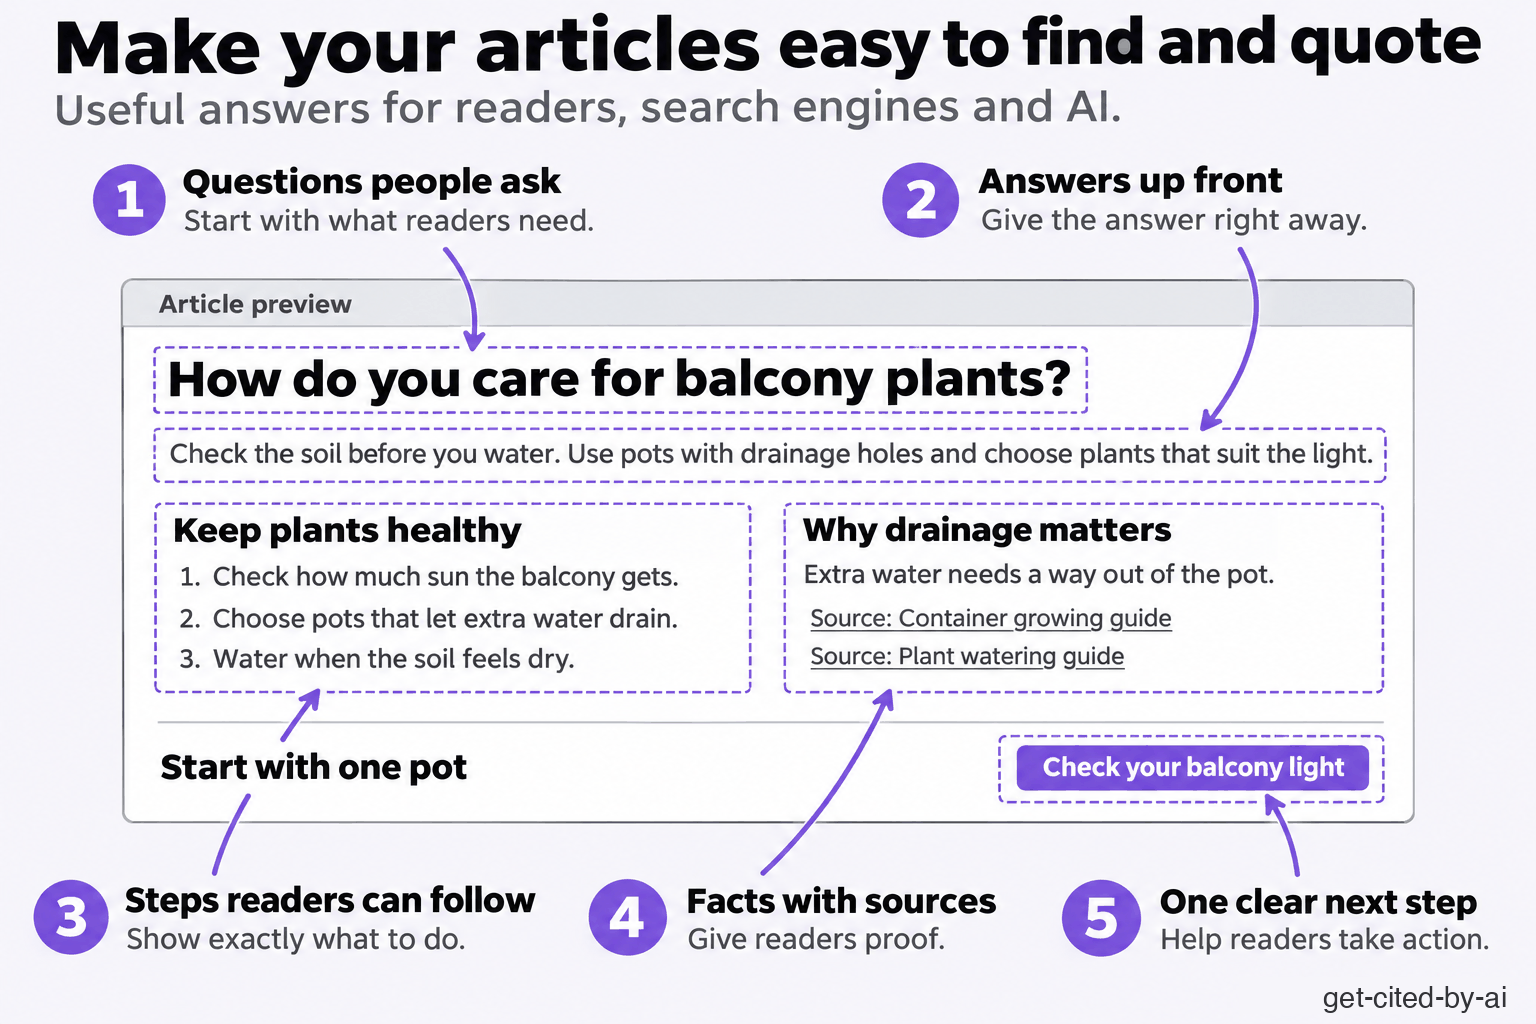 Make your articles easy to find and quote
Useful answers for readers, search engines and AI.
1 Questions people ask
Start with what readers need.
2 Answers up front
Give the answer right away.
Article preview
How do you care for balcony plants?
Check the soil before you water. Use pots with drainage holes and choose plants that suit the light.
Keep plants healthy
1. Check how much sun the balcony gets.
2. Choose pots that let extra water drain.
3. Water when the soil feels dry.
Why drainage matters
Extra water needs a way out of the pot.
Source: Container growing guide
Source: Plant watering guide
Start with one pot
Check your balcony light
3 Steps readers can follow
Show exactly what to do.
4 Facts with sources
Give readers proof.
5 One clear next step
Help readers take action.
get-cited-by-ai